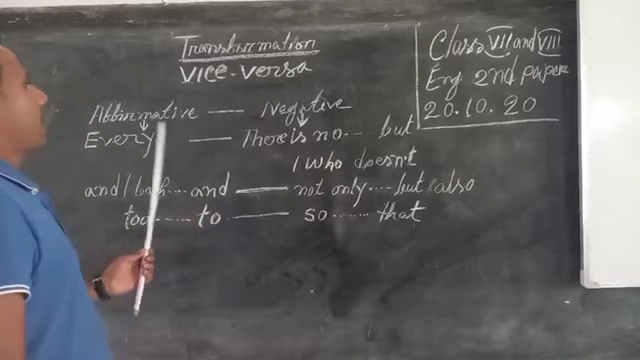 Transformation
Vice-Versa
Affirmative — Negative
Every — There is no .... but
/ who doesn't
and / both .... and — not only .... but also
too ..... to — so ...... that
Class VII and VIII
Eng 2nd paper
20.10.20